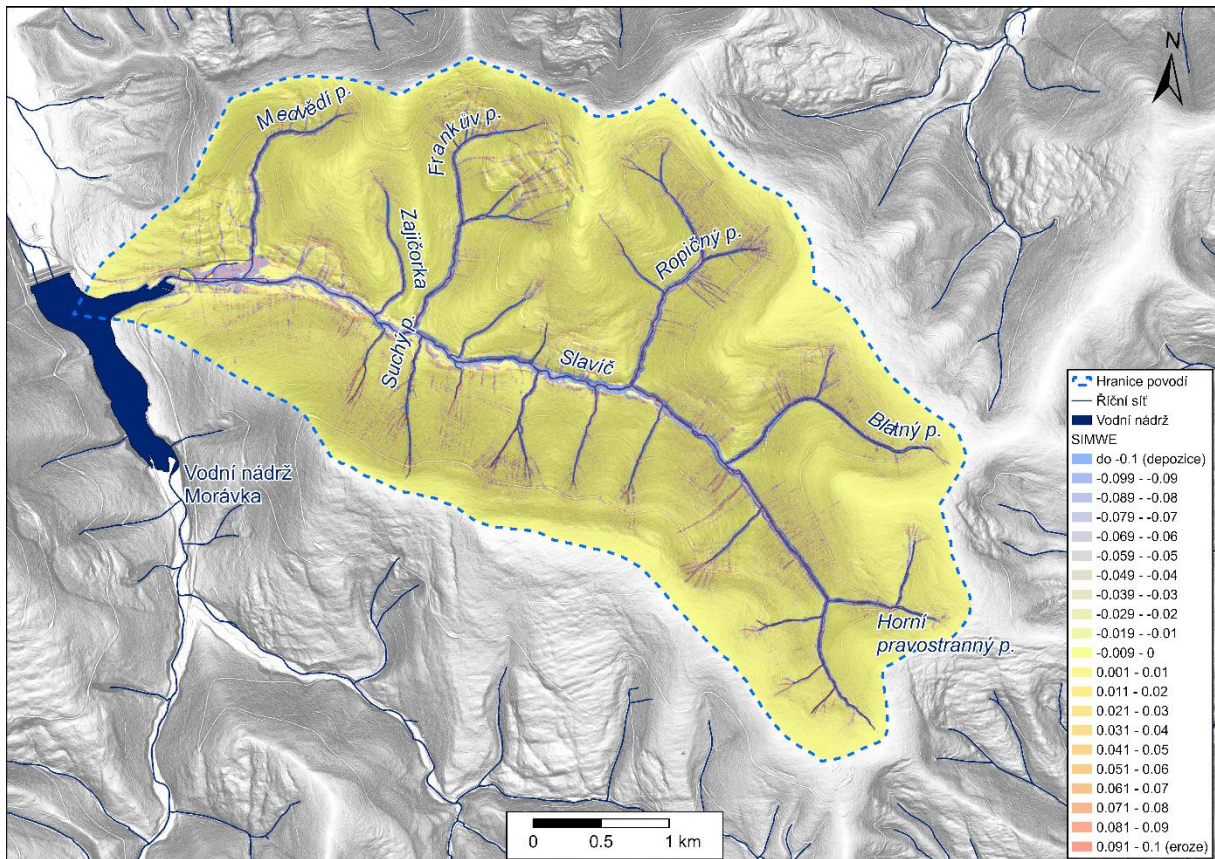 N
Medvědí p.
Frankův p.
Zajičorka
Ropičný p.
Suchý p.
Slavíč
Blatný p.
Vodní nádrž
Morávka
Horní
pravostranný p.
0 0.5 1 km
Hranice povodí
Říční síť
Vodní nádrž
SIMWE
do -0.1 (depozice)
-0.099 - -0.09
-0.089 - -0.08
-0.079 - -0.07
-0.069 - -0.06
-0.059 - -0.05
-0.049 - -0.04
-0.039 - -0.03
-0.029 - -0.02
-0.019 - -0.01
-0.009 - 0
0.001 - 0.01
0.011 - 0.02
0.021 - 0.03
0.031 - 0.04
0.041 - 0.05
0.051 - 0.06
0.061 - 0.07
0.071 - 0.08
0.081 - 0.09
0.091 - 0.1 (eroze)